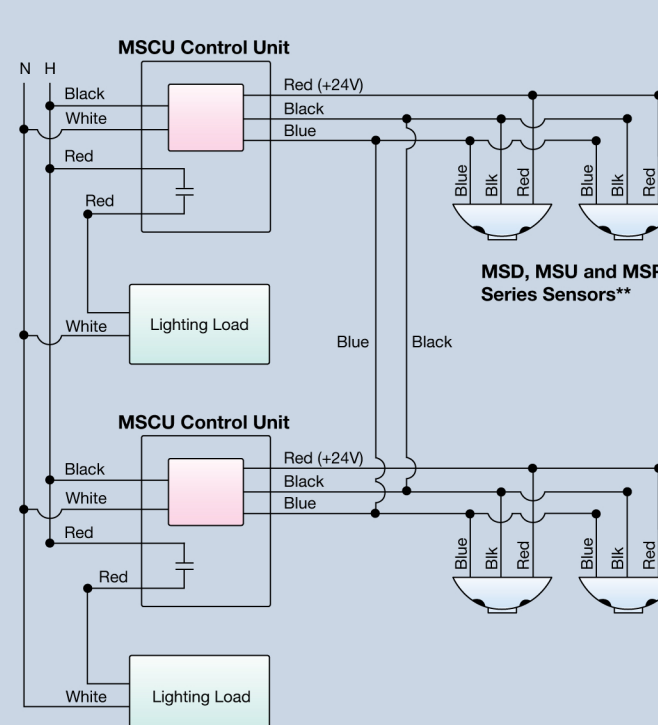 MSCU Control Unit
N H
Black
White
Red
Red
Red (+24V)
Black
Blue
Blue
Blk
Red
Blue
Blk
Red
MSD, MSU and MSP
Series Sensors**
Lighting Load
White
Blue
Black
MSCU Control Unit
Black
White
Red
Red
Red (+24V)
Black
Blue
Blue
Blk
Red
Blue
Blk
Red
Lighting Load
White